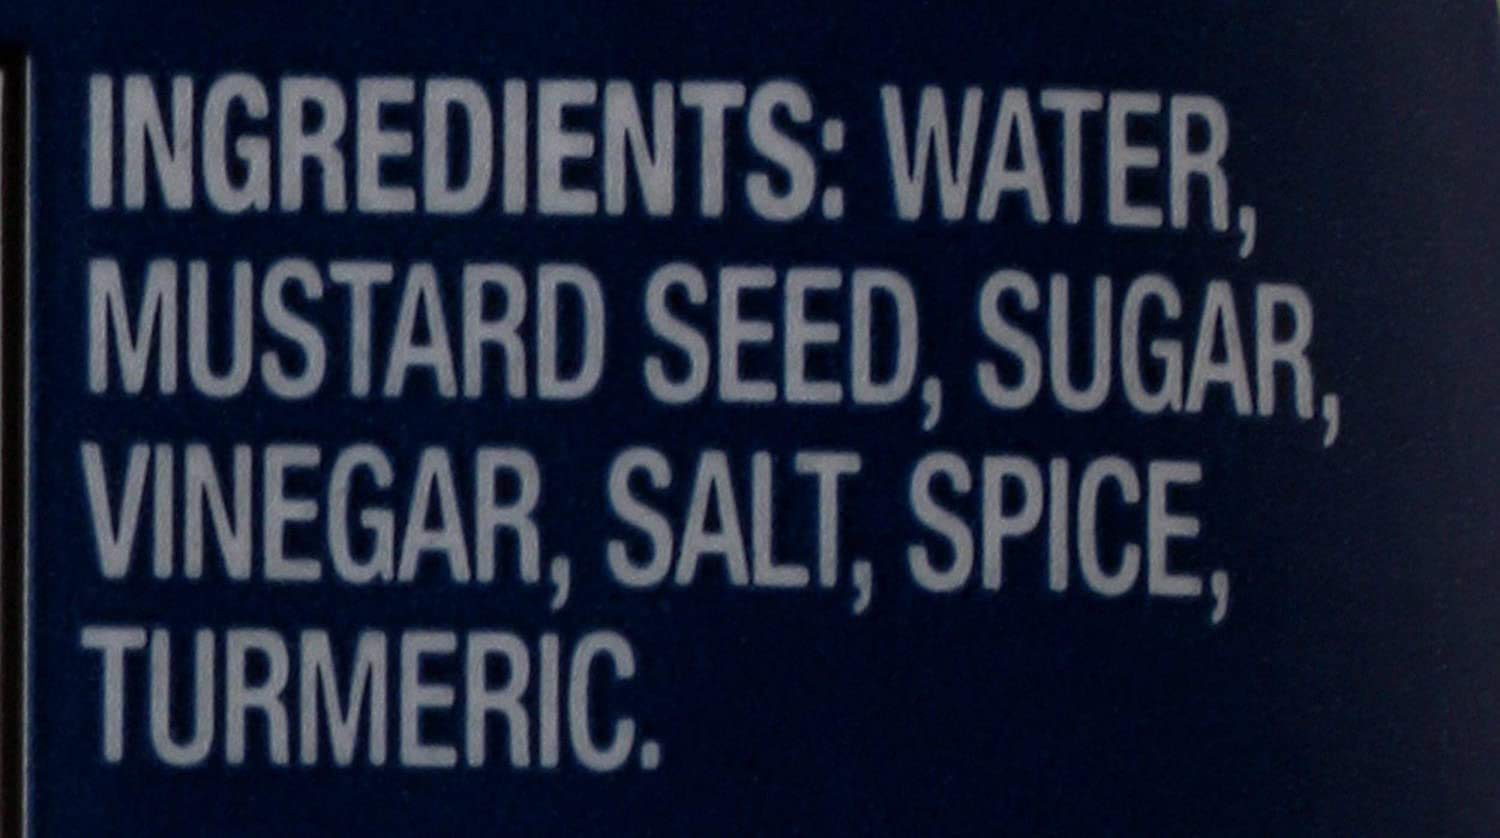 INGREDIENTS: WATER,
MUSTARD SEED, SUGAR,
VINEGAR, SALT, SPICE,
TURMERIC.